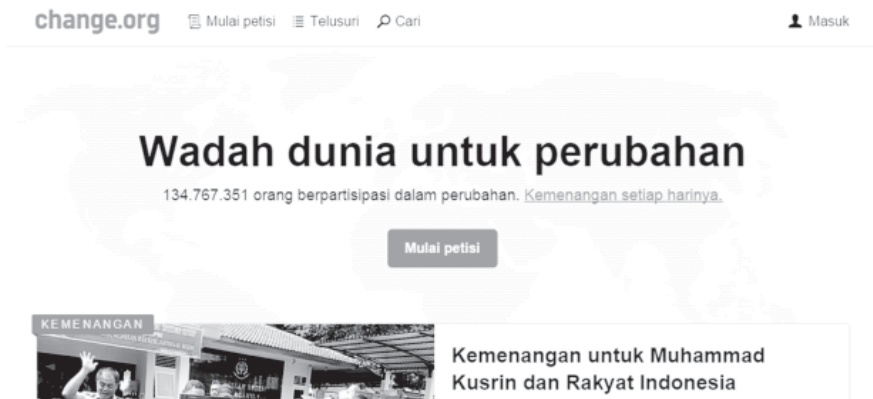 change.org Mulai petisi Telusuri Cari Masuk
Wadah dunia untuk perubahan
134.767.351 orang berpartisipasi dalam perubahan. Kemenangan setiap harinya.
Mulai petisi
KEMENANGAN
Kemenangan untuk Muhammad
Kusrin dan Rakyat Indonesia